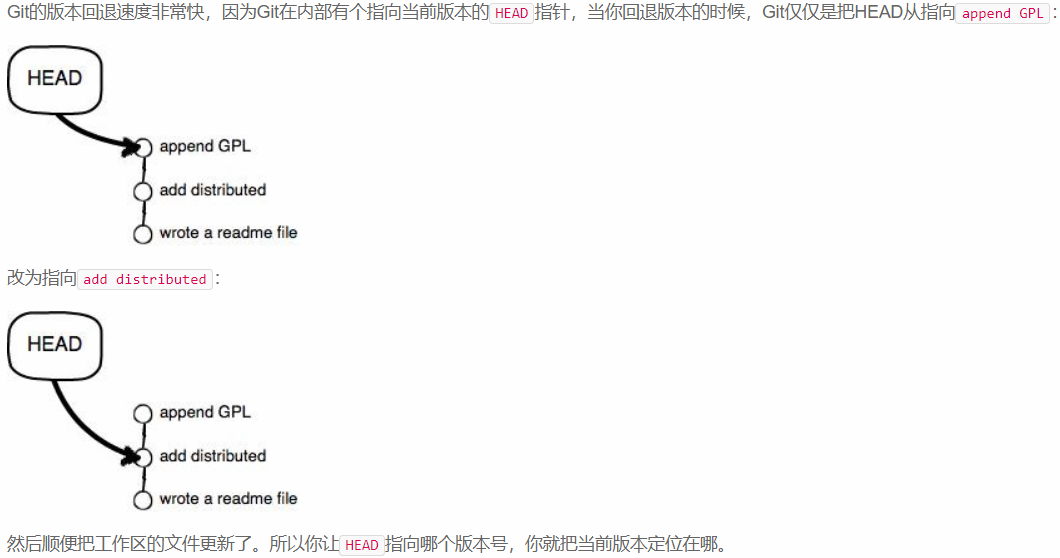 Git的版本回退速度非常快，因为Git在内部有个指向当前版本的HEAD指针，当你回退版本的时候，Git仅仅是把HEAD从指向append GPL：
HEAD
append GPL
add distributed
wrote a readme file
改为指向add distributed：
HEAD
append GPL
add distributed
wrote a readme file
然后顺便把工作区的文件更新了。所以你让HEAD指向哪个版本号，你就把当前版本定位在哪。